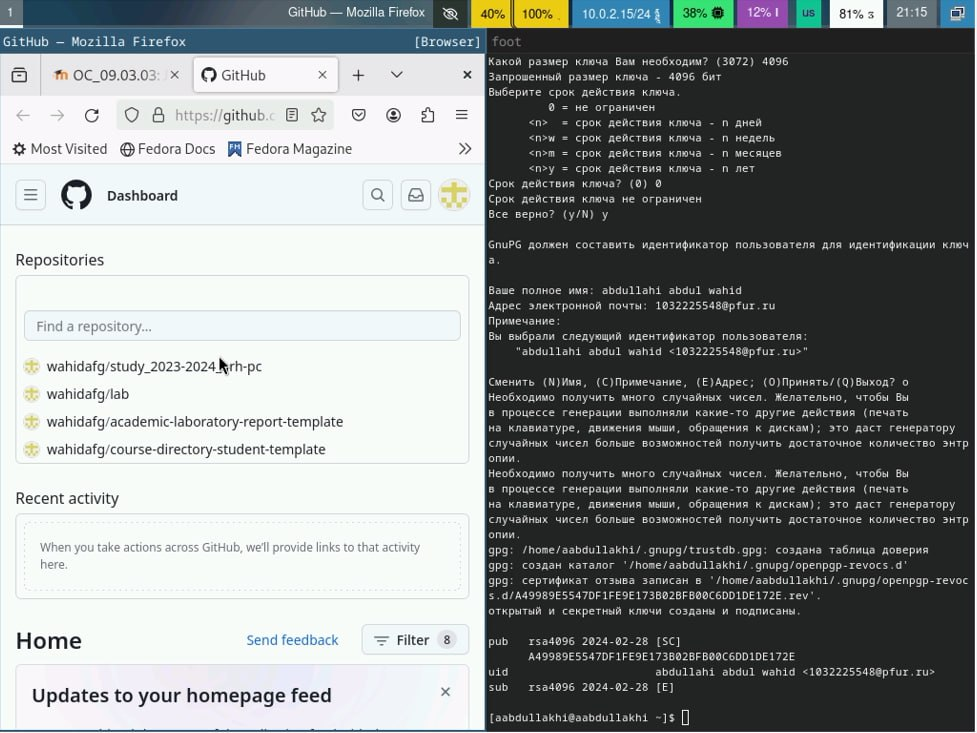 1
GitHub — Mozilla Firefox
40%
100%
10.0.2.15/24
38%
12%
us
81%
21:15
GitHub — Mozilla Firefox
[Browser]
OC_09.03.03:
GitHub
https://github.c
Most Visited
Fedora Docs
Fedora Magazine
Dashboard
Repositories
Find a repository...
wahidafg/study_2023-2024_arh-pc
wahidafg/lab
wahidafg/academic-laboratory-report-template
wahidafg/course-directory-student-template
Recent activity
When you take actions across GitHub, we'll provide links to that activity
here.
Home
Send feedback
Filter 8
Updates to your homepage feed
foot
Какой размер ключа Вам необходим? (3072) 4096
Запрошенный размер ключа - 4096 бит
Выберите срок действия ключа.
0 = не ограничен
<n>  = срок действия ключа - n дней
<n>w = срок действия ключа - n недель
<n>m = срок действия ключа - n месяцев
<n>y = срок действия ключа - n лет
Срок действия ключа? (0) 0
Срок действия ключа не ограничен
Все верно? (y/N) y
GnuPG должен составить идентификатор пользователя для идентификации ключ
а.
Ваше полное имя: abdullahi abdul wahid
Адрес электронной почты: 1032225548@pfur.ru
Примечание:
Вы выбрали следующий идентификатор пользователя:
"abdullahi abdul wahid <1032225548@pfur.ru>"
Сменить (N)Имя, (C)Примечание, (E)Адрес; (O)Принять/(Q)Выход? o
Необходимо получить много случайных чисел. Желательно, чтобы Вы
в процессе генерации выполняли какие-то другие действия (печать
на клавиатуре, движения мыши, обращения к дискам); это даст генератору
случайных чисел больше возможностей получить достаточное количество энтр
опии.
Необходимо получить много случайных чисел. Желательно, чтобы Вы
в процессе генерации выполняли какие-то другие действия (печать
на клавиатуре, движения мыши, обращения к дискам); это даст генератору
случайных чисел больше возможностей получить достаточное количество энтр
опии.
gpg: /home/aabdullakhi/.gnupg/trustdb.gpg: создана таблица доверия
gpg: создан каталог '/home/aabdullakhi/.gnupg/openpgp-revocs.d'
gpg: сертификат отзыва записан в '/home/aabdullakhi/.gnupg/openpgp-revoc
s.d/A49989E5547DF1FE9E173B02BFB00C6DD1DE172E.rev'.
открытый и секретный ключи созданы и подписаны.
pub   rsa4096 2024-02-28 [SC]
A49989E5547DF1FE9E173B02BFB00C6DD1DE172E
uid                      abdullahi abdul wahid <1032225548@pfur.ru>
sub   rsa4096 2024-02-28 [E]
[aabdullakhi@aabdullakhi ~]$